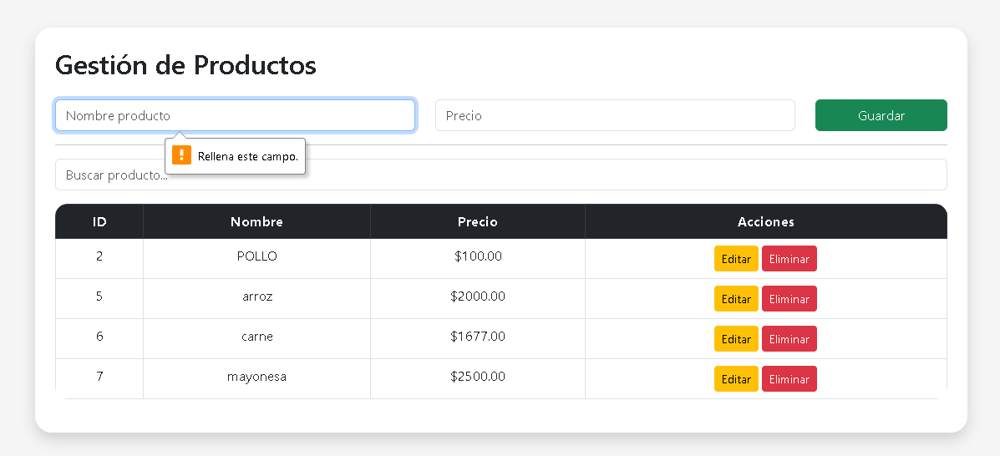 Gestión de Productos
Nombre producto Precio Guardar
Rellena este campo.
Buscar producto...
ID Nombre Precio Acciones
2 POLLO $100.00 Editar Eliminar
5 arroz $2000.00 Editar Eliminar
6 carne $1677.00 Editar Eliminar
7 mayonesa $2500.00 Editar Eliminar